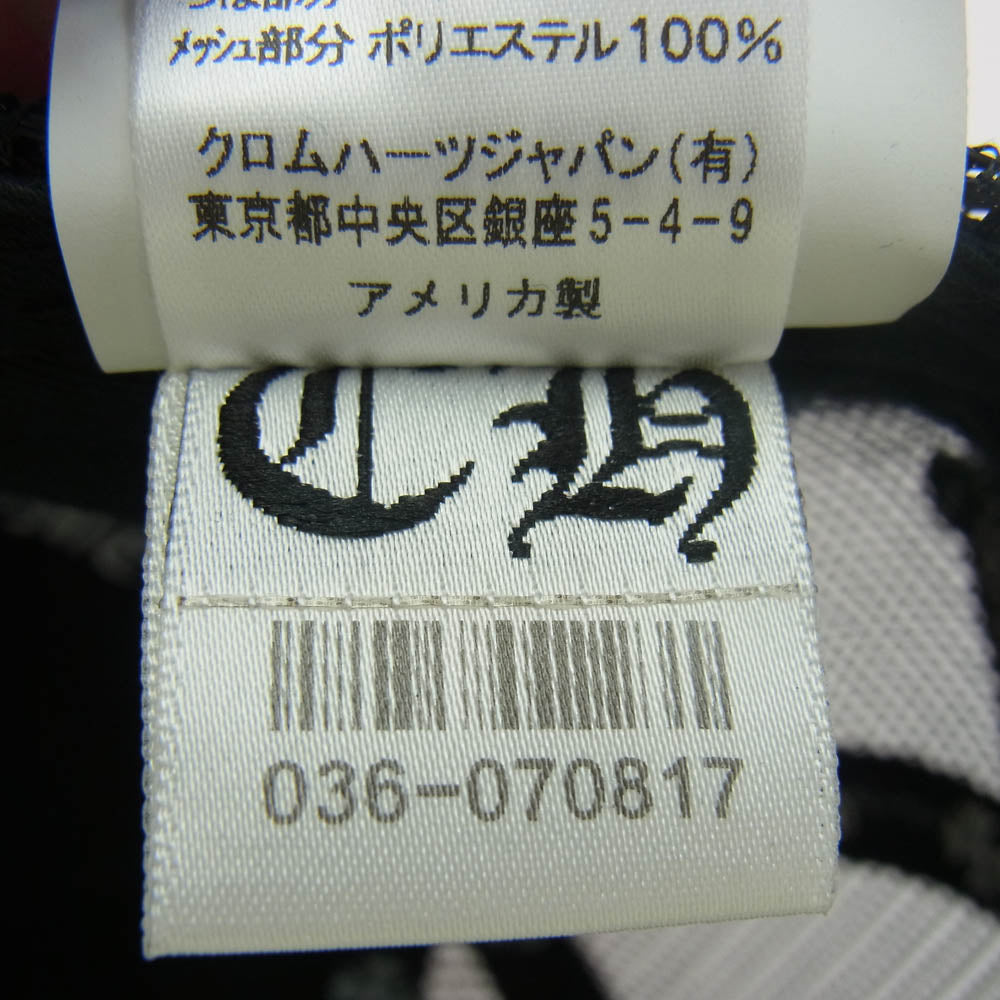 メッシュ部分 ポリエステル100%
クロムハーツジャパン(有)
東京都中央区銀座5-4-9
アメリカ製
CH
036-070817